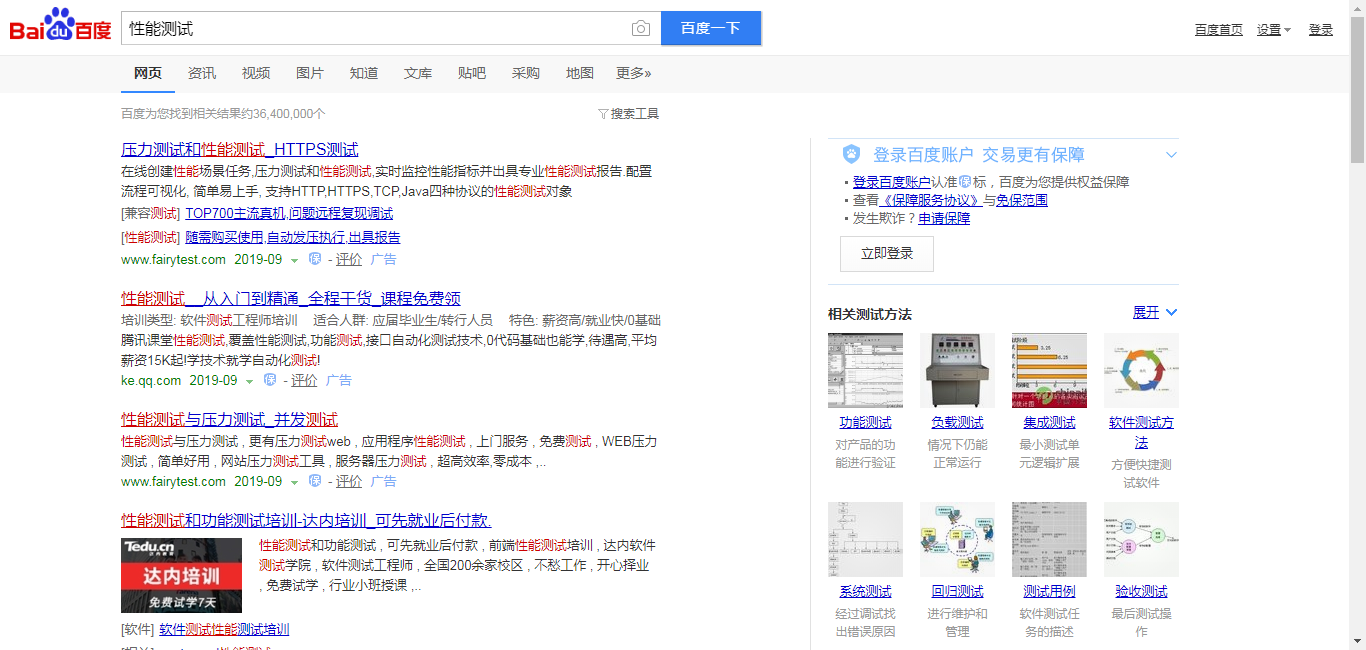 Bai du 百度
性能测试
百度一下
百度首页 设置 登录
网页 资讯 视频 图片 知道 文库 贴吧 采购 地图 更多»
百度为您找到相关结果约36,400,000个
搜索工具
压力测试和性能测试_HTTPS测试
在线创建性能场景任务,压力测试和性能测试,实时监控性能指标并出具专业性能测试报告.配置
流程可视化, 简单易上手, 支持HTTP,HTTPS,TCP,Java四种协议的性能测试对象
[兼容测试] TOP700主流真机,问题远程复现调试
[性能测试] 随需购买使用,自动发压执行,出具报告
www.fairytest.com 2019-09 保 - 评价 广告
性能测试__从入门到精通_全程干货_课程免费领
培训类型: 软件测试工程师培训 适合人群: 应届毕业生/转行人员 特色: 薪资高/就业快/0基础
腾讯课堂性能测试,覆盖性能测试,功能测试,接口自动化测试技术,0代码基础也能学,待遇高,平均
薪资15K起!学技术就学自动化测试!
ke.qq.com 2019-09 保 - 评价 广告
性能测试与压力测试_并发测试
性能测试与压力测试 , 更有压力测试web , 应用程序性能测试 , 上门服务 , 免费测试 , WEB压力
测试 , 简单好用 , 网站压力测试工具 , 服务器压力测试 , 超高效率,零成本 ,..
www.fairytest.com 2019-09 保 - 评价 广告
性能测试和功能测试培训-达内培训_可先就业后付款.
Tedu.cn
达内教育
达内培训
免费试学7天
性能测试和功能测试 , 可先就业后付款 , 前端性能测试培训 , 达内软件
测试学院 , 软件测试工程师 , 全国200余家校区 , 不愁工作 , 开心择业
, 免费试学 , 行业小班授课 ,..
[软件] 软件测试性能测试培训
登录百度账户 交易更有保障
登录百度账户认准保标，百度为您提供权益保障
查看《保障服务协议》与免保范围
发生欺诈？申请保障
立即登录
相关测试方法
展开
3.25
6.25
功能测试 负载测试 集成测试 软件测试方
法
对产品的功
能进行验证
情况下仍能
正常运行
最小测试单
元逻辑扩展
方便快捷测
试软件
系统测试 回归测试 测试用例 验收测试
经过调试找
出错误原因
进行维护和
管理
软件测试任
务的描述
最后测试操
作